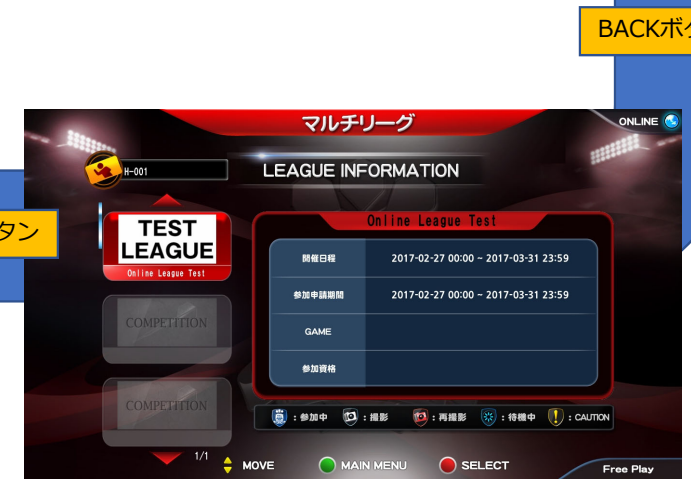 BACKボタ
マルチリーグ
ONLINE
H-001
LEAGUE INFORMATION
タン
TEST
LEAGUE
Online League Test
Online League Test
開催日程 2017-02-27 00:00 ~ 2017-03-31 23:59
参加申請期間 2017-02-27 00:00 ~ 2017-03-31 23:59
GAME
参加資格
COMPETITION
COMPETITION
: 参加中 : 撮影 : 再撮影 : 待機中 : CAUTION
1/1
MOVE MAIN MENU SELECT
Free Play